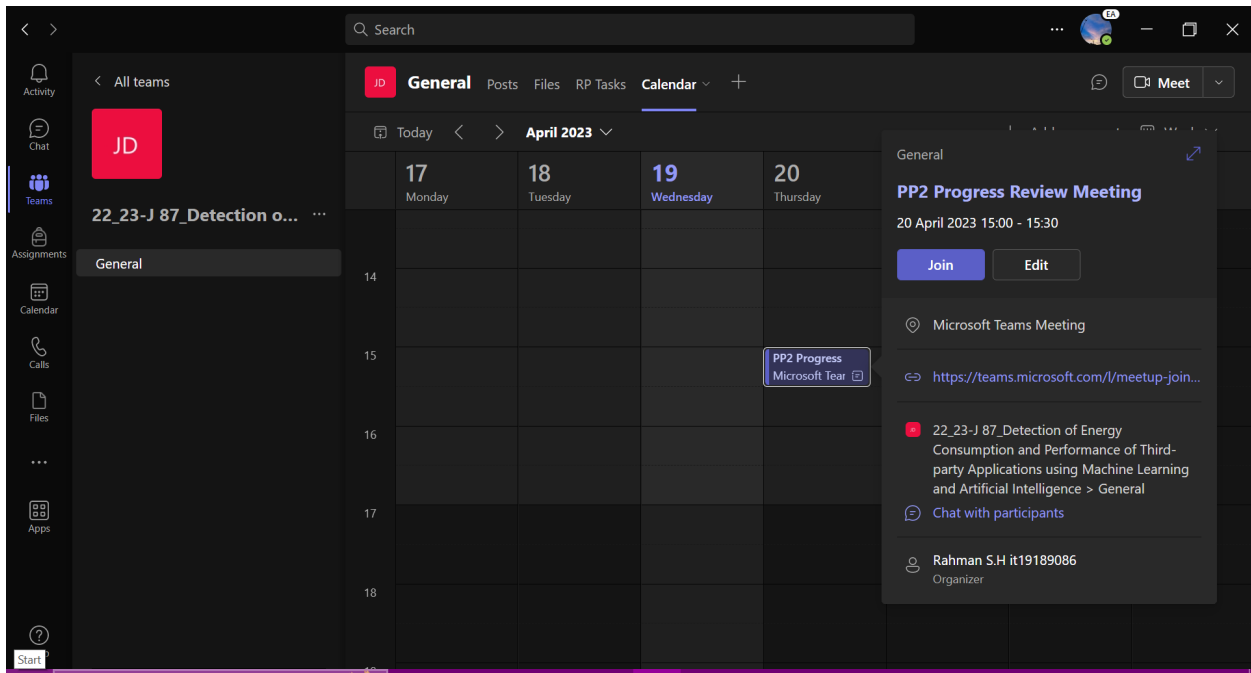 Search
EA
Activity
Chat
Teams
Assignments
Calendar
Calls
Files
Apps
Start
All teams
JD
22_23-J 87_Detection o...
General
JD
General
Posts
Files
RP Tasks
Calendar
Meet
Today
April 2023
17
Monday
18
Tuesday
19
Wednesday
20
Thursday
14
15
16
17
18
PP2 Progress
Microsoft Tear
General
PP2 Progress Review Meeting
20 April 2023 15:00 - 15:30
Join
Edit
Microsoft Teams Meeting
https://teams.microsoft.com/l/meetup-join...
22_23-J 87_Detection of Energy
Consumption and Performance of Third-
party Applications using Machine Learning
and Artificial Intelligence > General
Chat with participants
Rahman S.H it19189086
Organizer